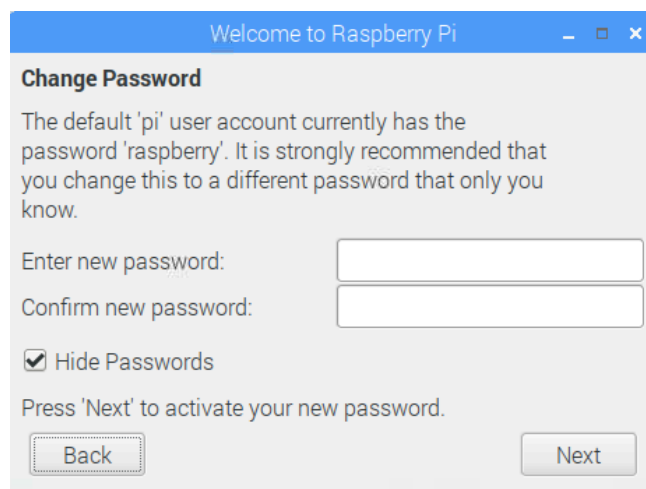 Welcome to Raspberry Pi
Change Password
The default 'pi' user account currently has the
password 'raspberry'. It is strongly recommended that
you change this to a different password that only you
know.
Enter new password:
Confirm new password:
Hide Passwords
Press 'Next' to activate your new password.
Back
Next